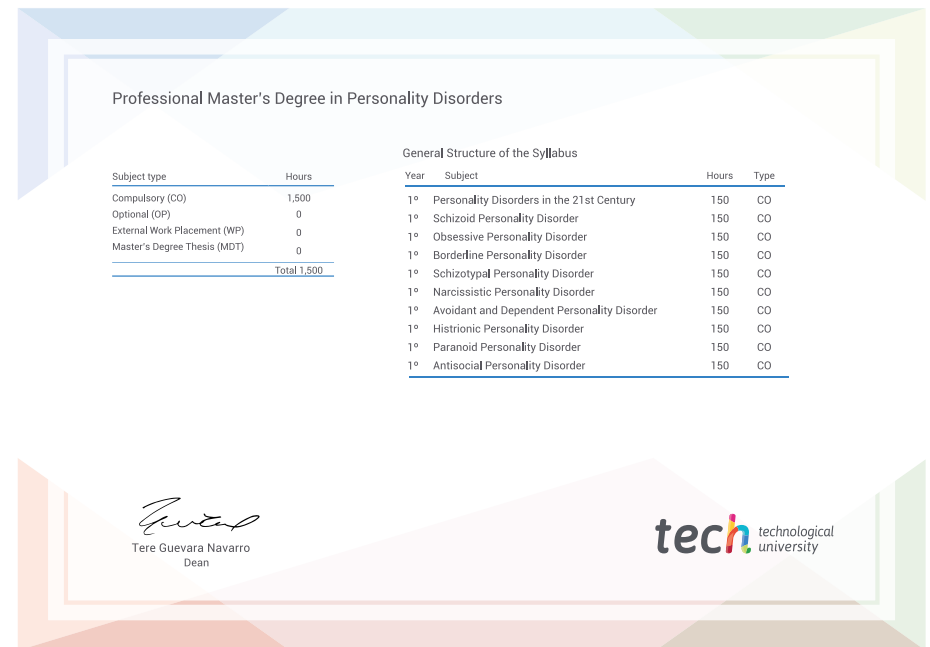 Professional Master's Degree in Personality Disorders
General Structure of the Syllabus
Subject type Hours
Compulsory (CO) 1,500
Optional (OP) 0
External Work Placement (WP) 0
Master's Degree Thesis (MDT) 0
Total 1,500
Year Subject Hours Type
1º Personality Disorders in the 21st Century 150 CO
1º Schizoid Personality Disorder 150 CO
1º Obsessive Personality Disorder 150 CO
1º Borderline Personality Disorder 150 CO
1º Schizotypal Personality Disorder 150 CO
1º Narcissistic Personality Disorder 150 CO
1º Avoidant and Dependent Personality Disorder 150 CO
1º Histrionic Personality Disorder 150 CO
1º Paranoid Personality Disorder 150 CO
1º Antisocial Personality Disorder 150 CO
Tere Guevara Navarro
Dean
tech technological
university